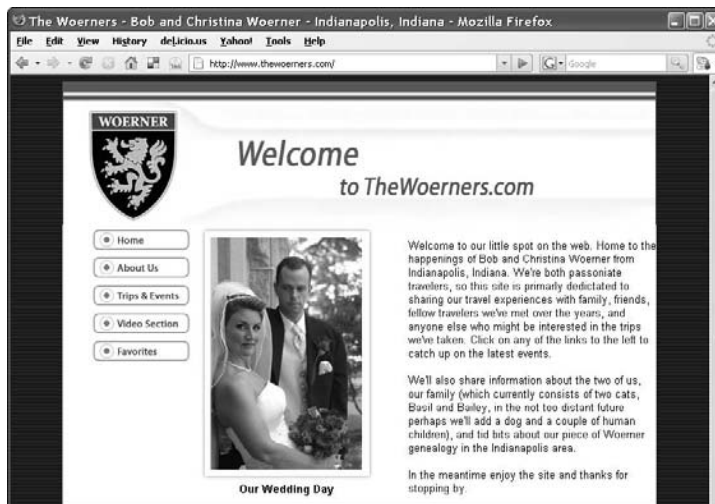 The Woerners - Bob and Christina Woerner - Indianapolis, Indiana - Mozilla Firefox
File Edit View History del.icio.us Yahoo! Tools Help
http://www.thewoerners.com/
Google
WOERNER
Welcome
to TheWoerners.com
Home
About Us
Trips & Events
Video Section
Favorites
Our Wedding Day
Welcome to our little spot on the web. Home to the
happenings of Bob and Christina Woerner from
Indianapolis, Indiana. We're both passoniate
travelers, so this site is primarly dedictated to
sharing our travel experiences with family, friends,
fellow travelers we've met over the years, and
anyone else who might be interested in the trips
we've taken. Click on any of the links to the left to
catch up on the latest events.
We'll also share information about the two of us,
our family (which currently consists of two cats,
Basil and Bailey, in the not too distant future
perhaps we'll add a dog and a couple of human
children), and tid bits about our piece of Woerner
genealogy in the Indianapolis area.
In the meantime enjoy the site and thanks for
stopping by.